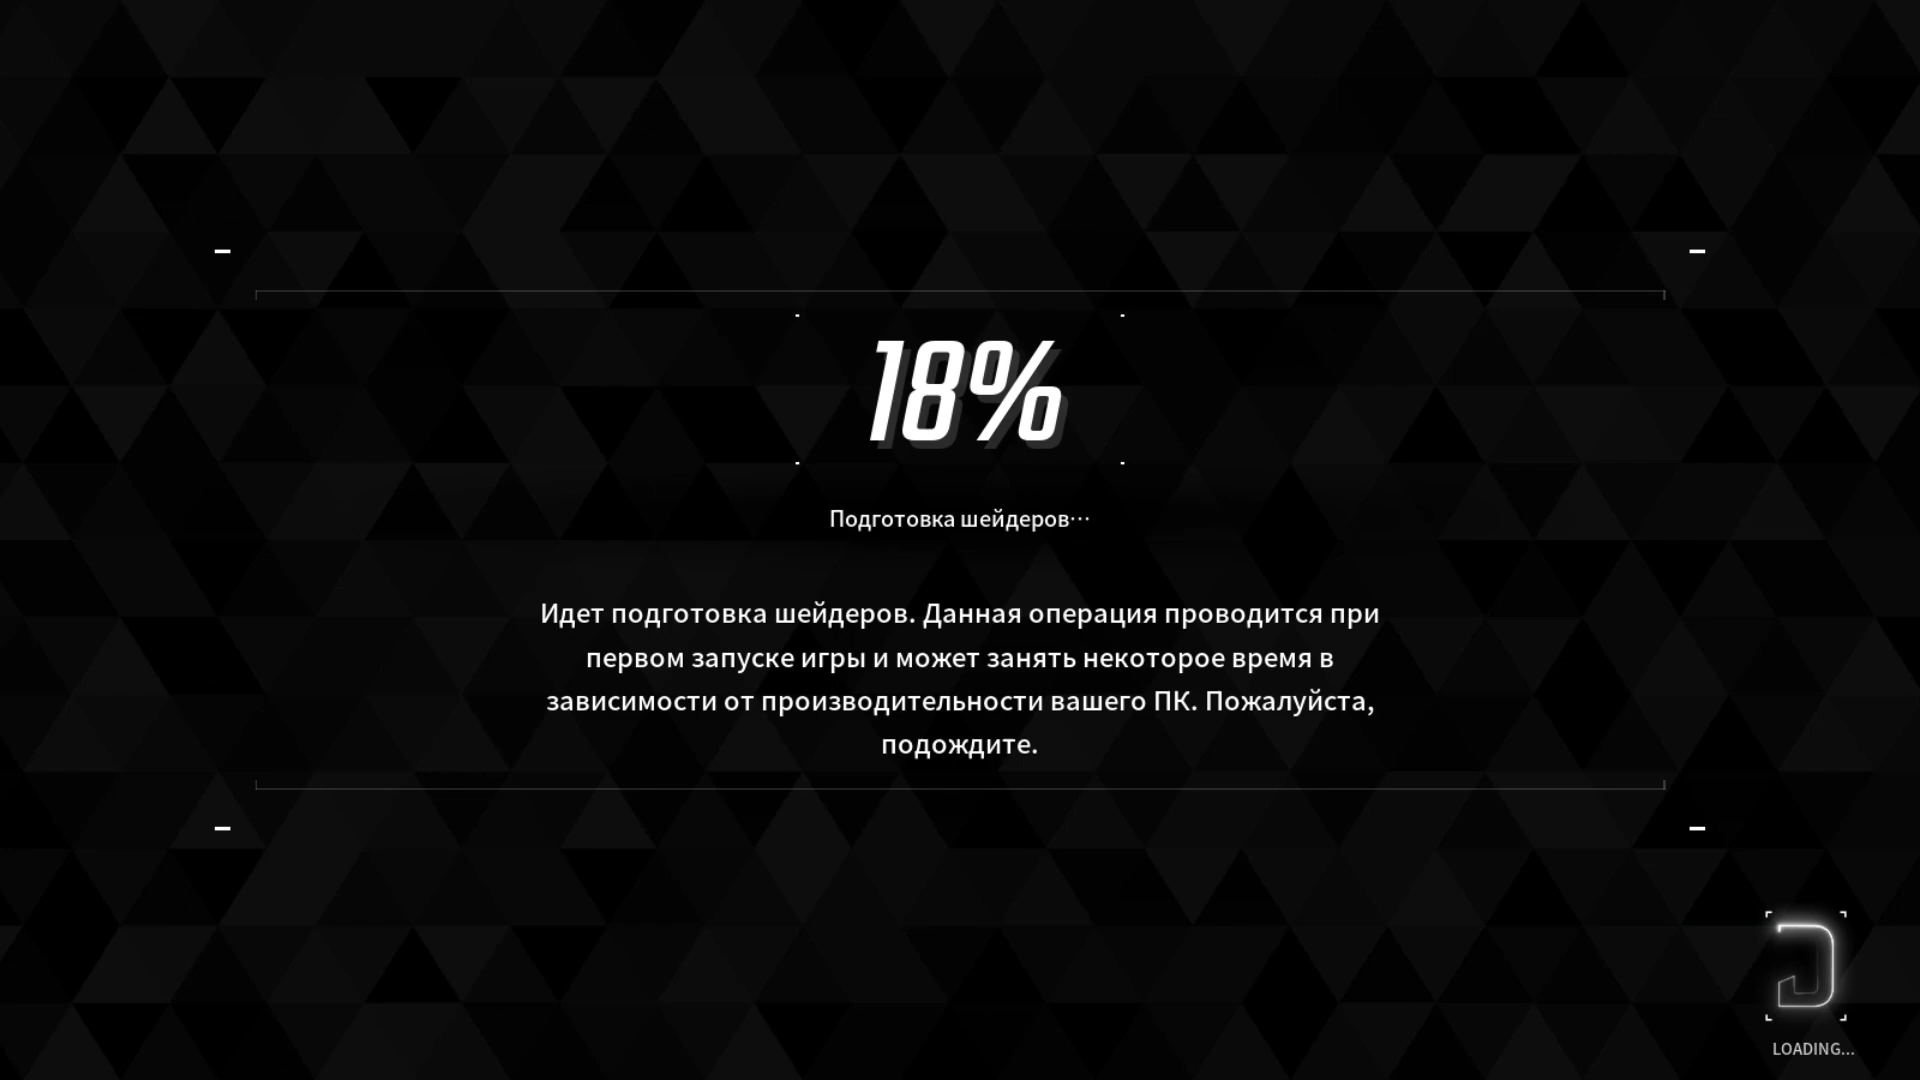 18%
Подготовка шейдеров···
Идет подготовка шейдеров. Данная операция проводится при
первом запуске игры и может занять некоторое время в
зависимости от производительности вашего ПК. Пожалуйста,
подождите.
LOADING...